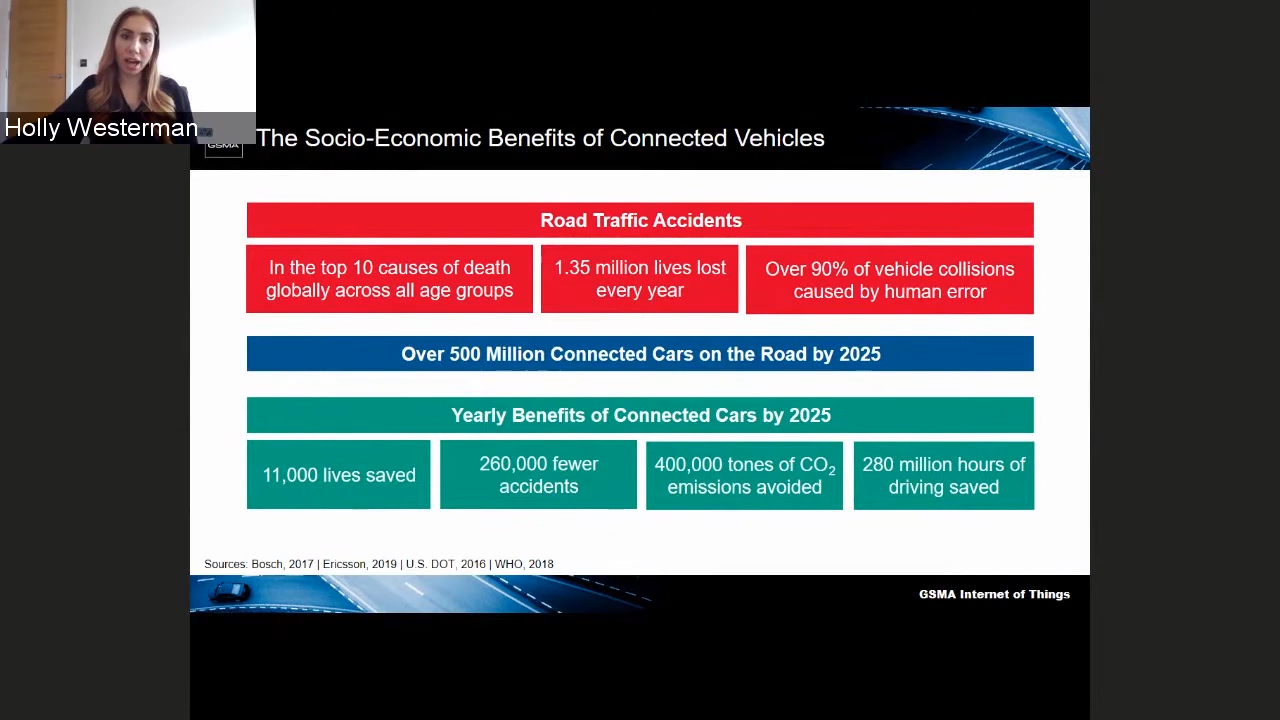 Holly Westerman
GSMA
The Socio-Economic Benefits of Connected Vehicles
Road Traffic Accidents
In the top 10 causes of death
globally across all age groups
1.35 million lives lost
every year
Over 90% of vehicle collisions
caused by human error
Over 500 Million Connected Cars on the Road by 2025
Yearly Benefits of Connected Cars by 2025
11,000 lives saved
260,000 fewer
accidents
400,000 tones of CO₂
emissions avoided
280 million hours of
driving saved
Sources: Bosch, 2017 | Ericsson, 2019 | U.S. DOT, 2016 | WHO, 2018
GSMA Internet of Things